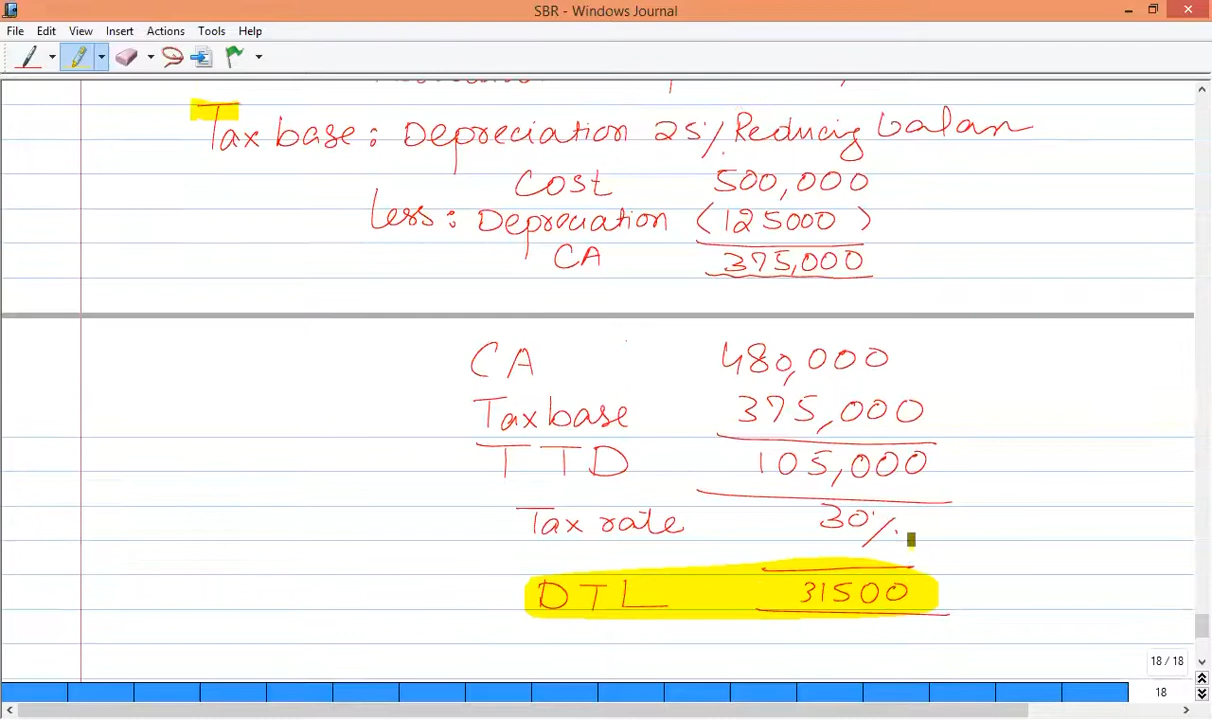 SBR - Windows Journal
File Edit View Insert Actions Tools Help
Tax base: Depreciation 25% Reducing balan
Cost 500,000
less: Depreciation (125000)
CA 375,000
CA 480,000
Tax base 375,000
TTD 105,000
Tax rate 30%
DTL 31500
18 / 18
18